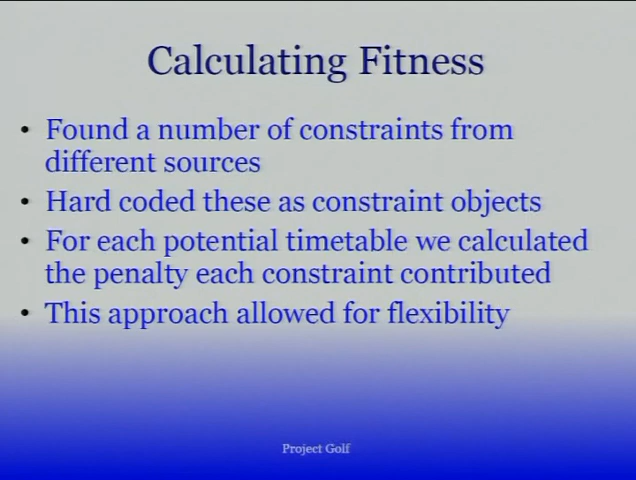 Calculating Fitness
• Found a number of constraints from
different sources
• Hard coded these as constraint objects
• For each potential timetable we calculated
the penalty each constraint contributed
• This approach allowed for flexibility
Project Golf